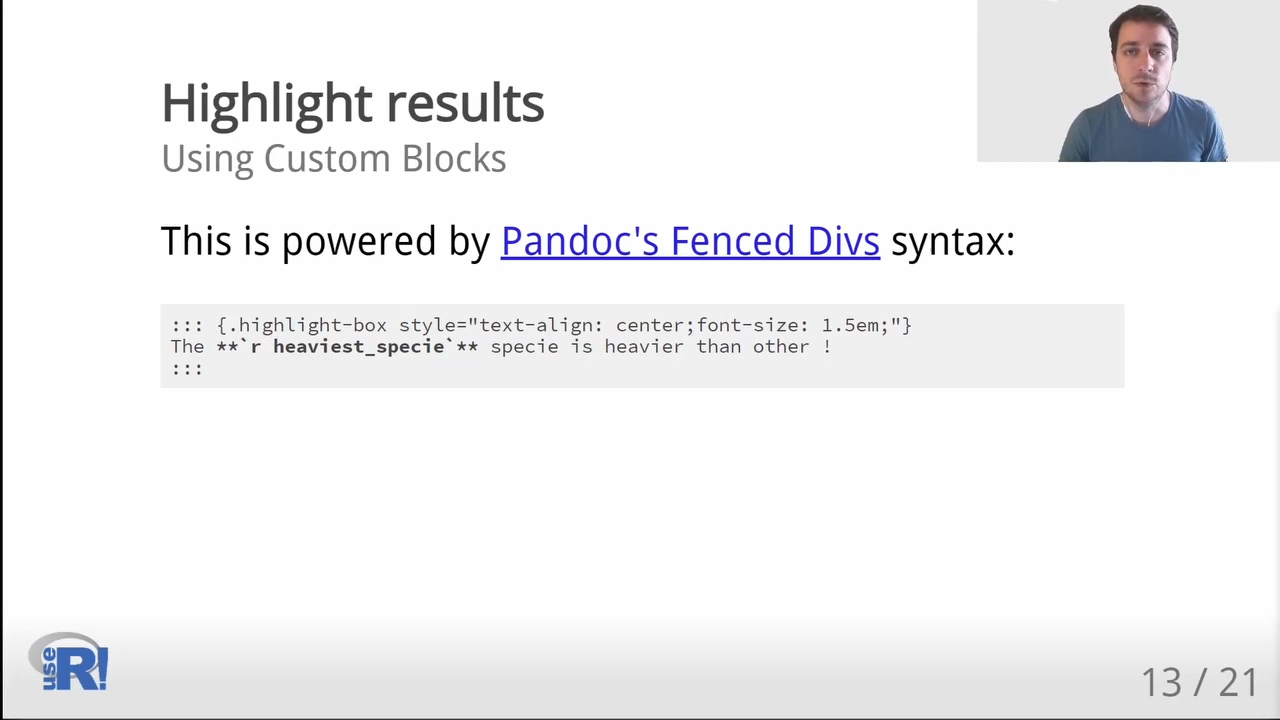 Highlight results
Using Custom Blocks
This is powered by Pandoc's Fenced Divs syntax:
::: {.highlight-box style="text-align: center;font-size: 1.5em;"}
The **`r heaviest_specie`** specie is heavier than other !
:::
use R!
13 / 21